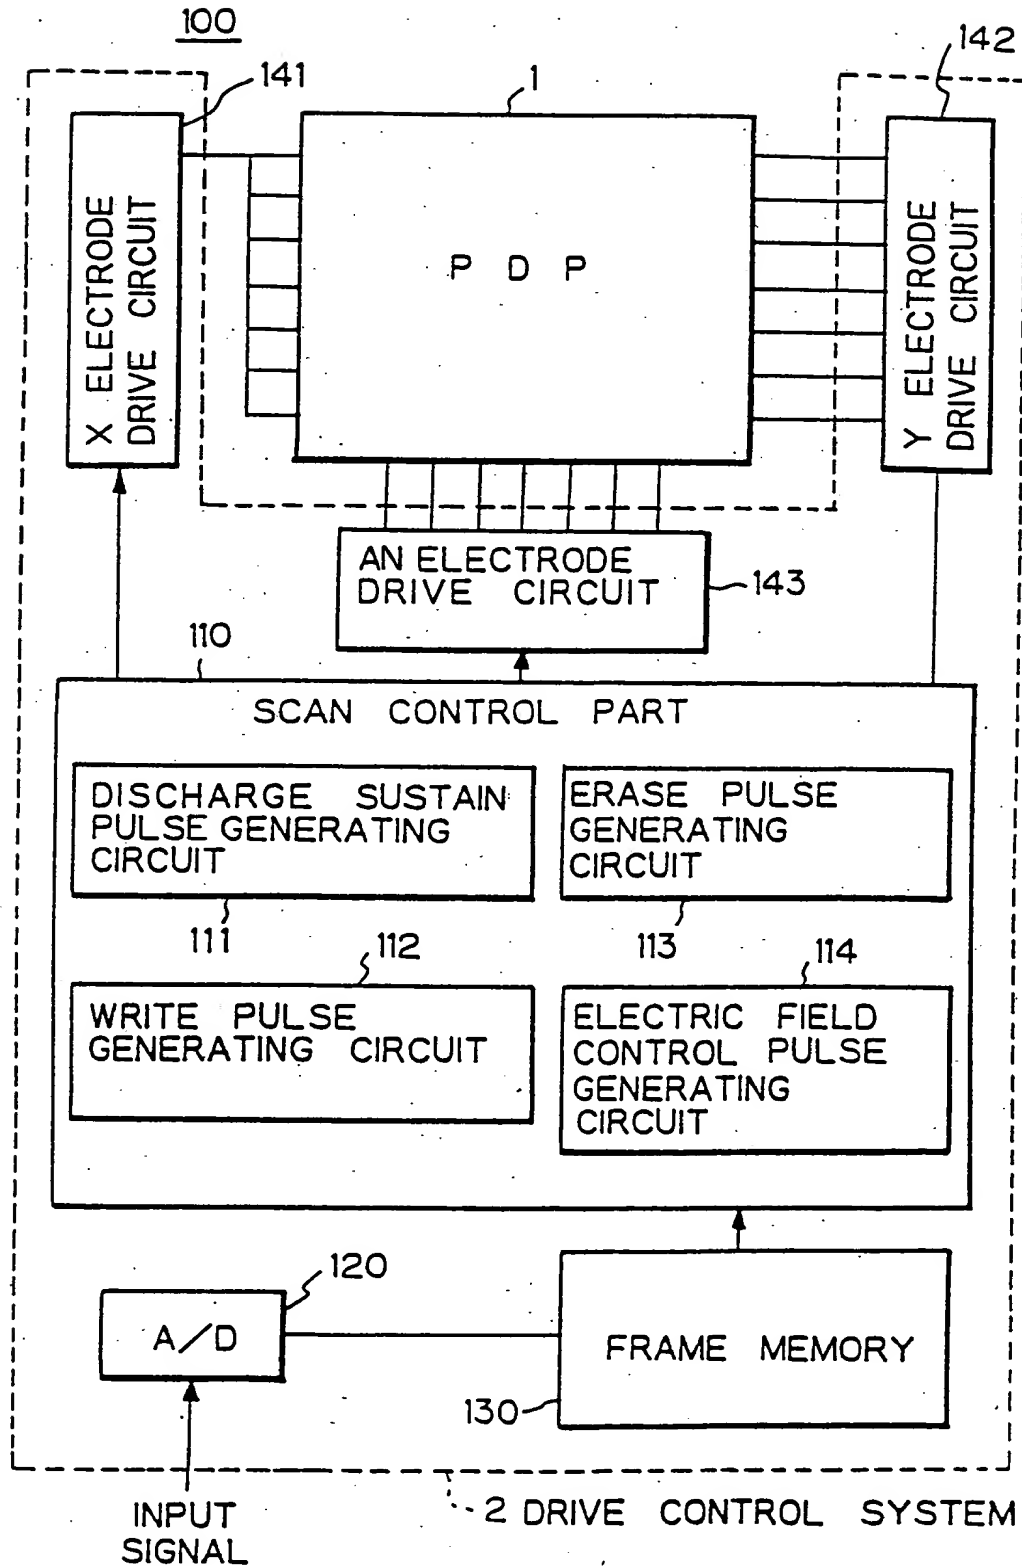 100
141
1
142
X ELECTRODE
DRIVE CIRCUIT
P D P
Y ELECTRODE
DRIVE CIRCUIT
AN ELECTRODE
DRIVE CIRCUIT
143
110
SCAN CONTROL PART
DISCHARGE SUSTAIN
PULSE GENERATING
CIRCUIT
111
ERASE PULSE
GENERATING
CIRCUIT
113
112
WRITE PULSE
GENERATING CIRCUIT
114
ELECTRIC FIELD
CONTROL PULSE
GENERATING
CIRCUIT
120
A/D
FRAME MEMORY
130
INPUT
SIGNAL
2 DRIVE CONTROL SYSTEM